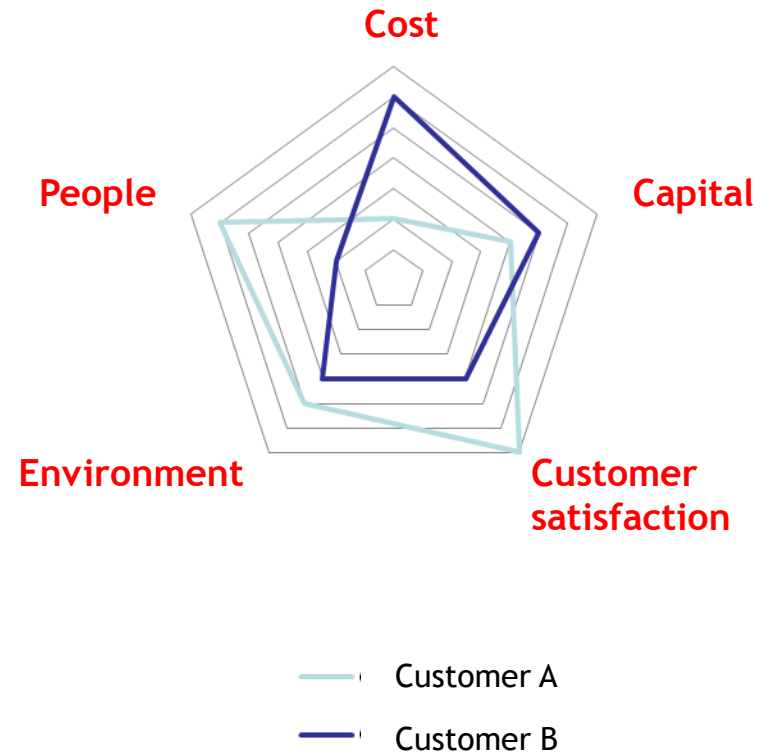 Cost
People
Capital
Environment
Customer
satisfaction
Customer A
Customer B